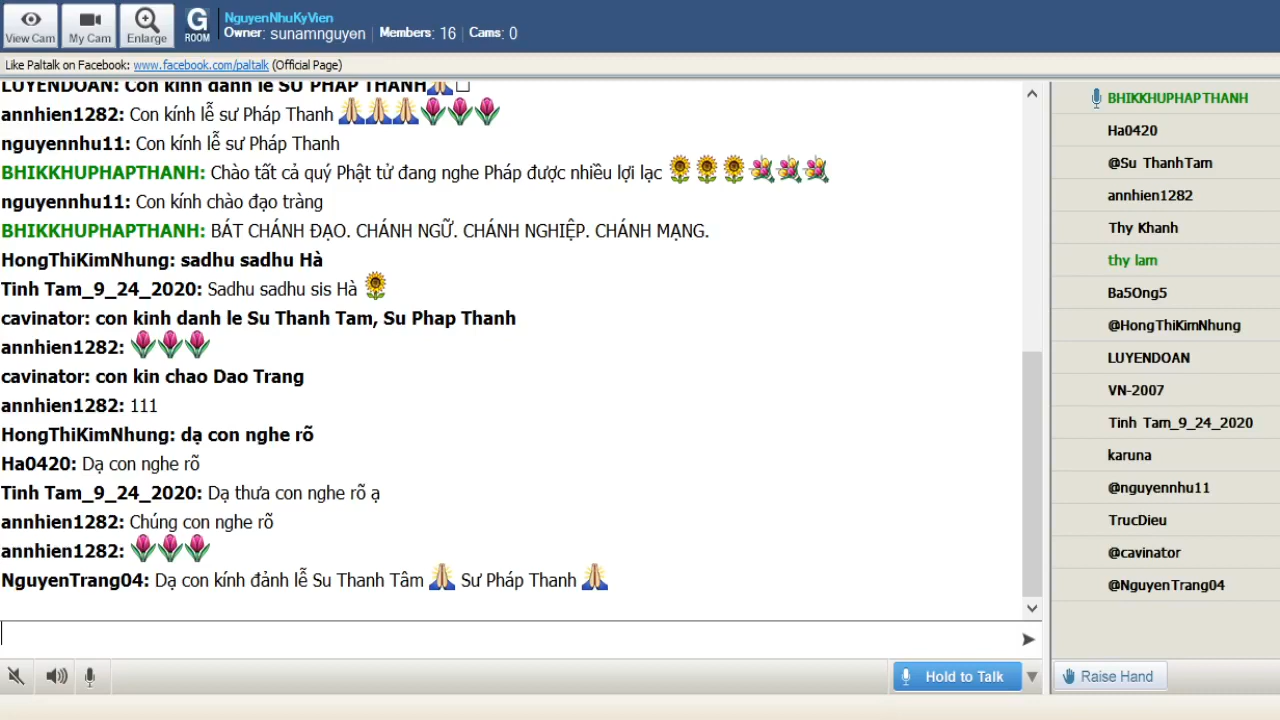 NguyenNhuKyVien
View Cam
My Cam
Enlarge
G
ROOM
Owner: sunamnguyen | Members: 16 | Cams: 0
Like Paltalk on Facebook: www.facebook.com/paltalk (Official Page)
LUYENDOAN: Con kinh danh le SU PHAP THANH
annhien1282: Con kính lễ sư Pháp Thanh
nguyennhu11: Con kính lễ sư Pháp Thanh
BHIKKHUPHAPTHANH: Chào tất cả quý Phật tử đang nghe Pháp được nhiều lợi lạc
nguyennhu11: Con kính chào đạo tràng
BHIKKHUPHAPTHANH: BÁT CHÁNH ĐẠO. CHÁNH NGỮ. CHÁNH NGHIỆP. CHÁNH MẠNG.
HongThiKimNhung: sadhu sadhu Hà
Tinh Tam_9_24_2020: Sadhu sadhu sis Hà
cavinator: con kinh danh le Su Thanh Tam, Su Phap Thanh
annhien1282:
cavinator: con kin chao Dao Trang
annhien1282: 111
HongThiKimNhung: dạ con nghe rõ
Ha0420: Dạ con nghe rõ
Tinh Tam_9_24_2020: Dạ thưa con nghe rõ ạ
annhien1282: Chúng con nghe rõ
annhien1282:
NguyenTrang04: Dạ con kính đảnh lễ Su Thanh Tâm Sư Pháp Thanh
Hold to Talk
BHIKKHUPHAPTHANH
Ha0420
@Su ThanhTam
annhien1282
Thy Khanh
thy lam
Ba5Ong5
@HongThiKimNhung
LUYENDOAN
VN-2007
Tinh Tam_9_24_2020
karuna
@nguyennhu11
TrucDieu
@cavinator
@NguyenTrang04
Raise Hand